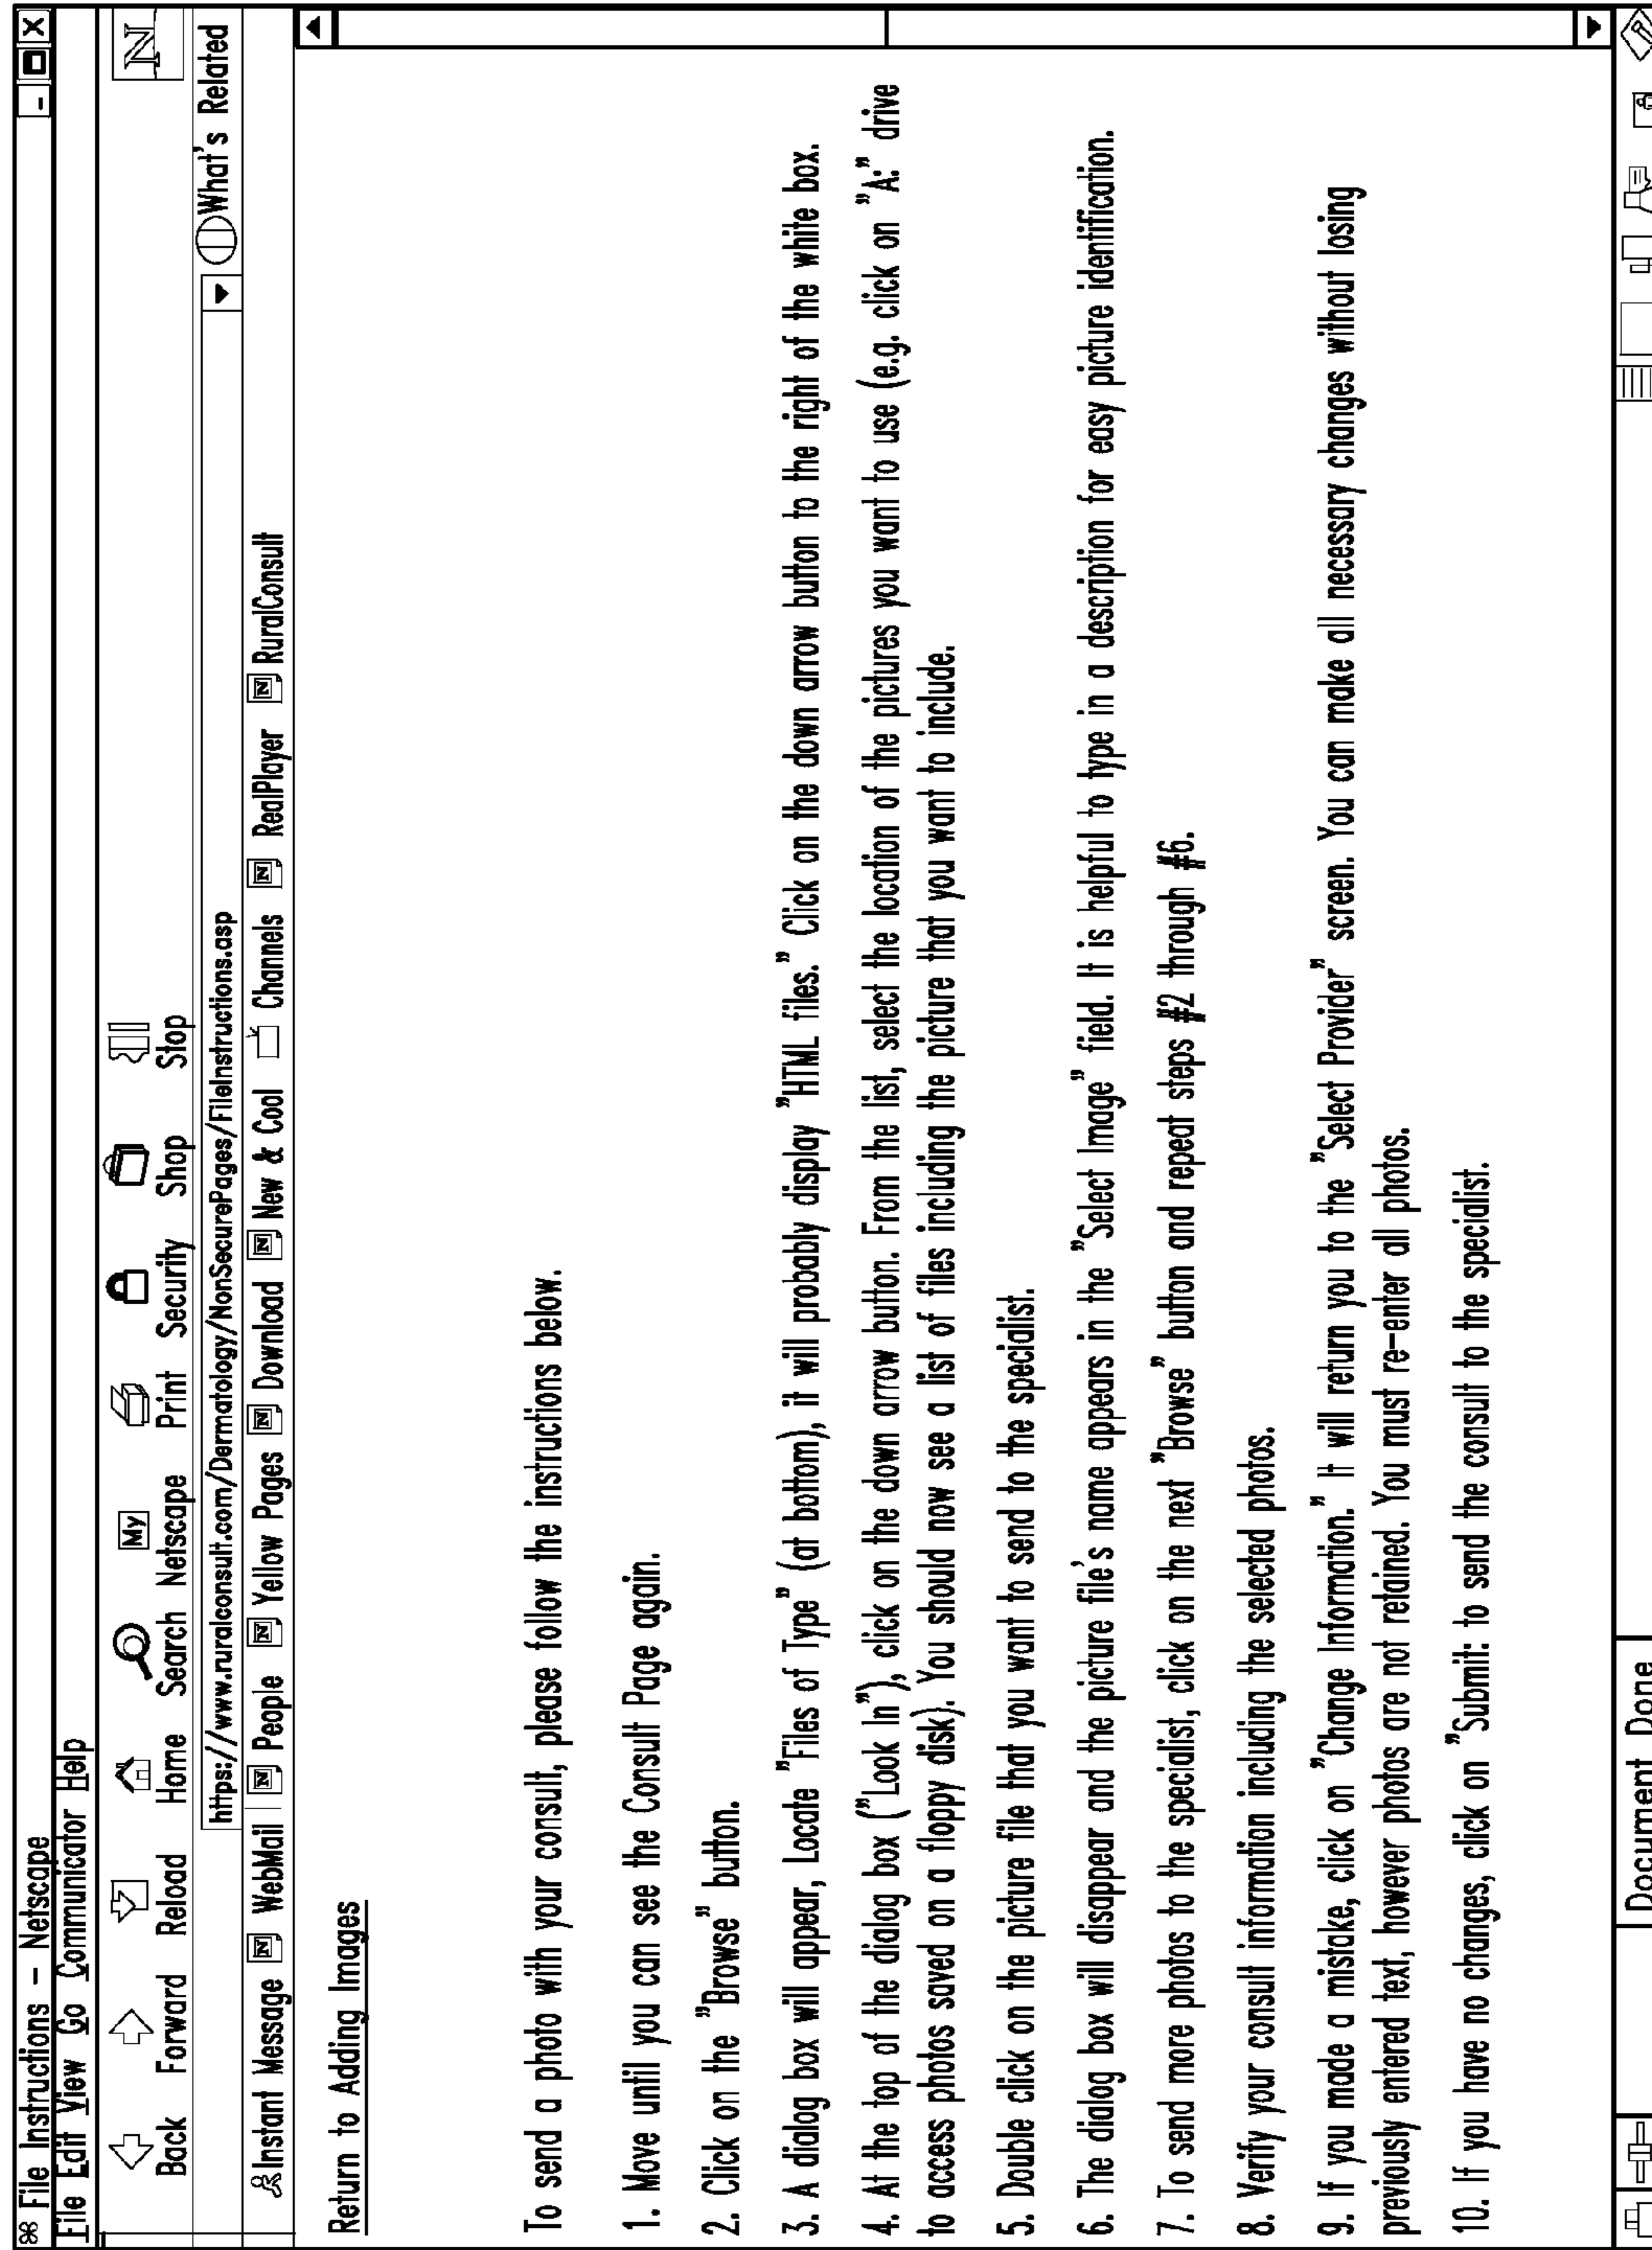 File Instructions – Netscape
File Edit View Go Communicator Help
Back Forward Reload Home Search Netscape Print Security Shop Stop
My
N
https://www.ruralconsult.com/Dermatology/NonSecurePages/FileInstructions.asp What's Related
Instant Message N WebMail N People N Yellow Pages N Download N New & Cool Channels N RealPlayer N RuralConsult
Return to Adding Images
To send a photo with your consult, please follow the instructions below.
1. Move until you can see the Consult Page again.
2. Click on the "Browse" button.
3. A dialog box will appear, Locate "Files of Type" (at bottom), it will probably display "HTML files." Click on the down arrow button to the right of the white box.
4. At the top of the dialog box ("Look In"), click on the down arrow button. From the list, select the location of the pictures you want to use (e.g. click on "A:" drive
to access photos saved on a floppy disk). You should now see a list of files including the picture that you want to include.
5. Double click on the picture file that you want to send to the specialist.
6. The dialog box will disappear and the picture file's name appears in the "Select Image" field. It is helpful to type in a description for easy picture identification.
7. To send more photos to the specialist, click on the next "Browse" button and repeat steps #2 through #6.
8. Verify your consult information including the selected photos.
9. If you made a mistake, click on "Change Information." It will return you to the "Select Provider" screen. You can make all necessary changes without losing
previously entered text, however photos are not retained. You must re-enter all photos.
10. If you have no changes, click on "Submit: to send the consult to the specialist.
Document Done